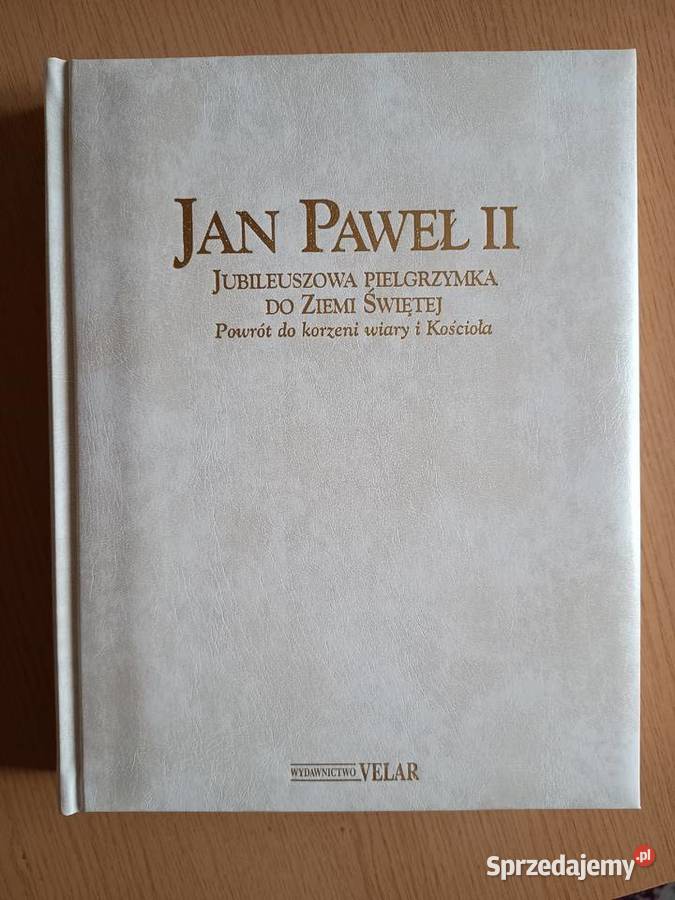 JAN PAWEŁ II
JUBILEUSZOWA PIELGRZYMKA
DO ZIEMI ŚWIĘTEJ
Powrót do korzeni wiary i Kościoła
WYDAWNICTWO VELAR
Sprzedajemy.pl